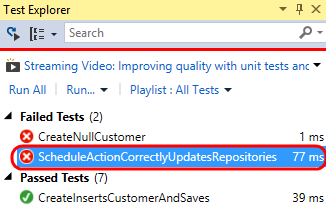 Test Explorer
Search
Streaming Video: Improving quality with unit tests and
Run All | Run... | Playlist : All Tests
Failed Tests (2)
CreateNullCustomer 1 ms
ScheduleActionCorrectlyUpdatesRepositories 77 ms
Passed Tests (7)
CreateInsertsCustomerAndSaves 39 ms